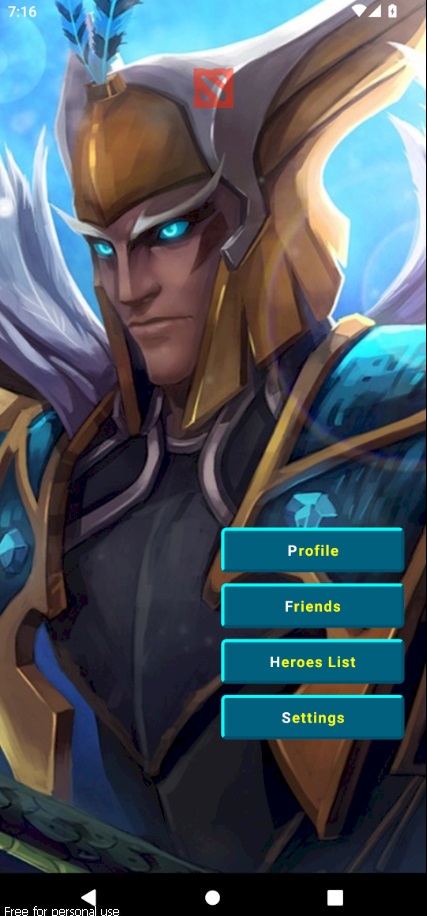 7:16
Profile
Friends
Heroes List
Settings
Free for personal use